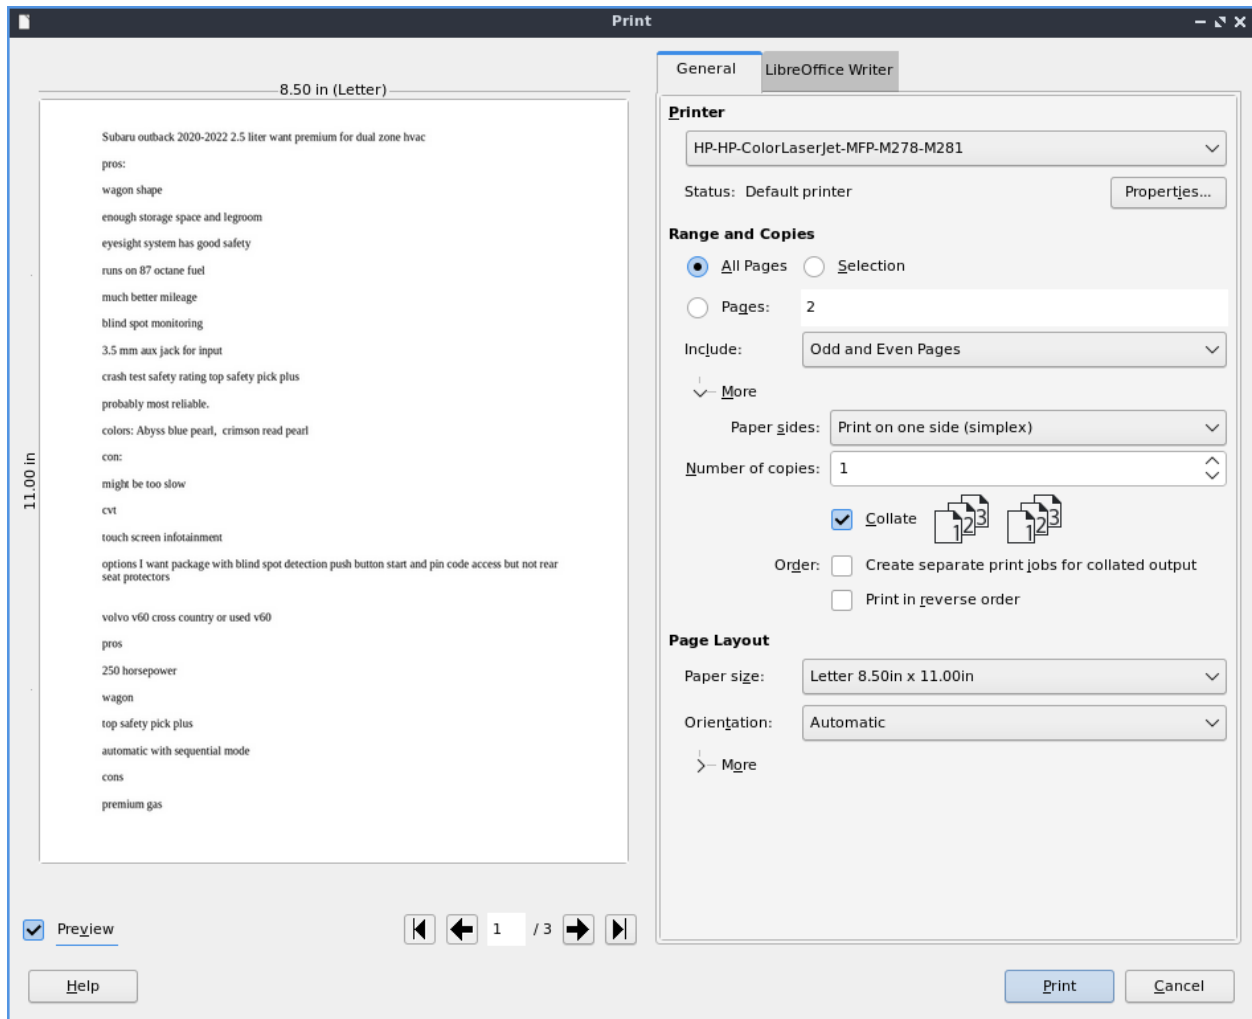 Print
8.50 in (Letter)
11.00 in
Subaru outback 2020-2022 2.5 liter want premium for dual zone hvac
pros:
wagon shape
enough storage space and legroom
eyesight system has good safety
runs on 87 octane fuel
much better mileage
blind spot monitoring
3.5 mm aux jack for input
crash test safety rating top safety pick plus
probably most reliable.
colors: Abyss blue pearl,  crimson read pearl
con:
might be too slow
cvt
touch screen infotainment
options I want package with blind spot detection push button start and pin code access but not rear
seat protectors
volvo v60 cross country or used v60
pros
250 horsepower
wagon
top safety pick plus
automatic with sequential mode
cons
premium gas
Preview
1 / 3
Help
General LibreOffice Writer
Printer
HP-HP-ColorLaserJet-MFP-M278-M281
Status: Default printer Properties...
Range and Copies
All Pages Selection
Pages: 2
Include: Odd and Even Pages
More
Paper sides: Print on one side (simplex)
Number of copies: 1
Collate 1 2 3 1 2 3
Order: Create separate print jobs for collated output
Print in reverse order
Page Layout
Paper size: Letter 8.50in x 11.00in
Orientation: Automatic
More
Print Cancel